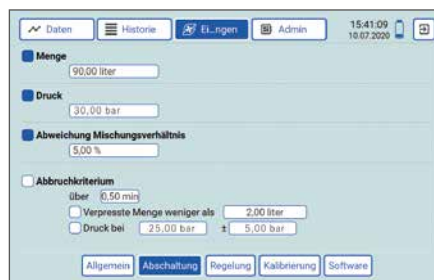 Daten Historie Ei...ngen Admin 15:41:09
10.07.2020
Menge
90,00 liter
Druck
30,00 bar
Abweichung Mischungsverhältnis
5,00 %
Abbruchkriterium
über 0,50 min
Verpresste Menge weniger als 2,00 liter
Druck bei 25,00 bar ± 5,00 bar
Allgemein Abschaltung Regelung Kalibrierung Software